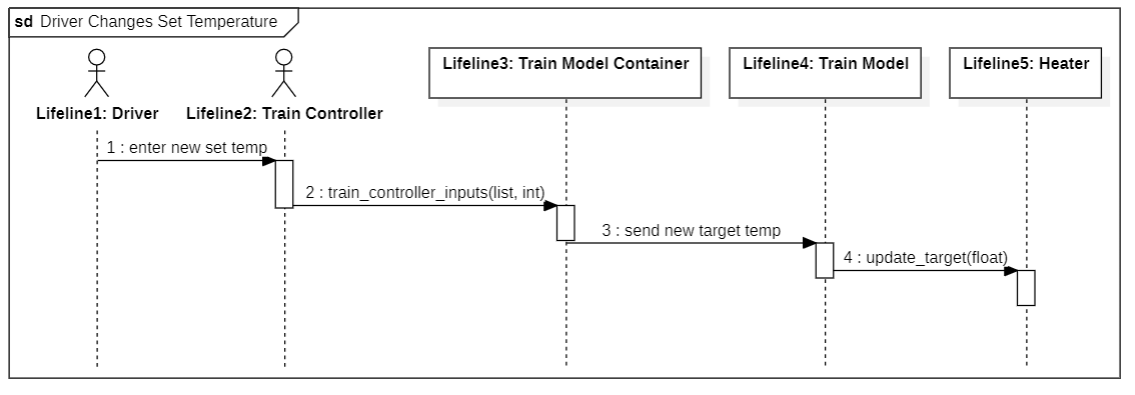 sd Driver Changes Set Temperature
Lifeline1: Driver
Lifeline2: Train Controller
Lifeline3: Train Model Container
Lifeline4: Train Model
Lifeline5: Heater
1 : enter new set temp
2 : train_controller_inputs(list, int)
3 : send new target temp
4 : update_target(float)